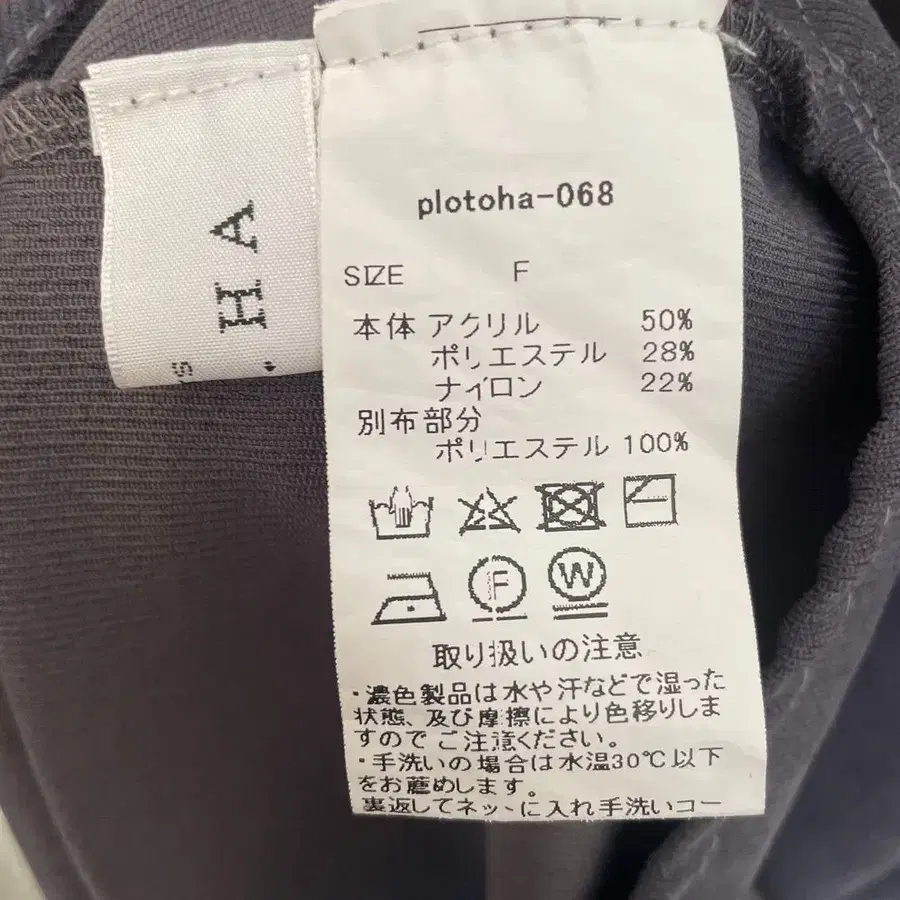 H A
plotoha-068
SIZE F
本体 アクリル 50%
ポリエステル 28%
ナイロン 22%
別布部分
ポリエステル 100%
F
W
取り扱いの注意
・濃色製品は水や汗などで湿った
状態、及び摩擦により色移りしま
すので ご注意ください。
・手洗いの場合は水温30℃以下
をお薦めします。
裏返してネットに入れ手洗いコー